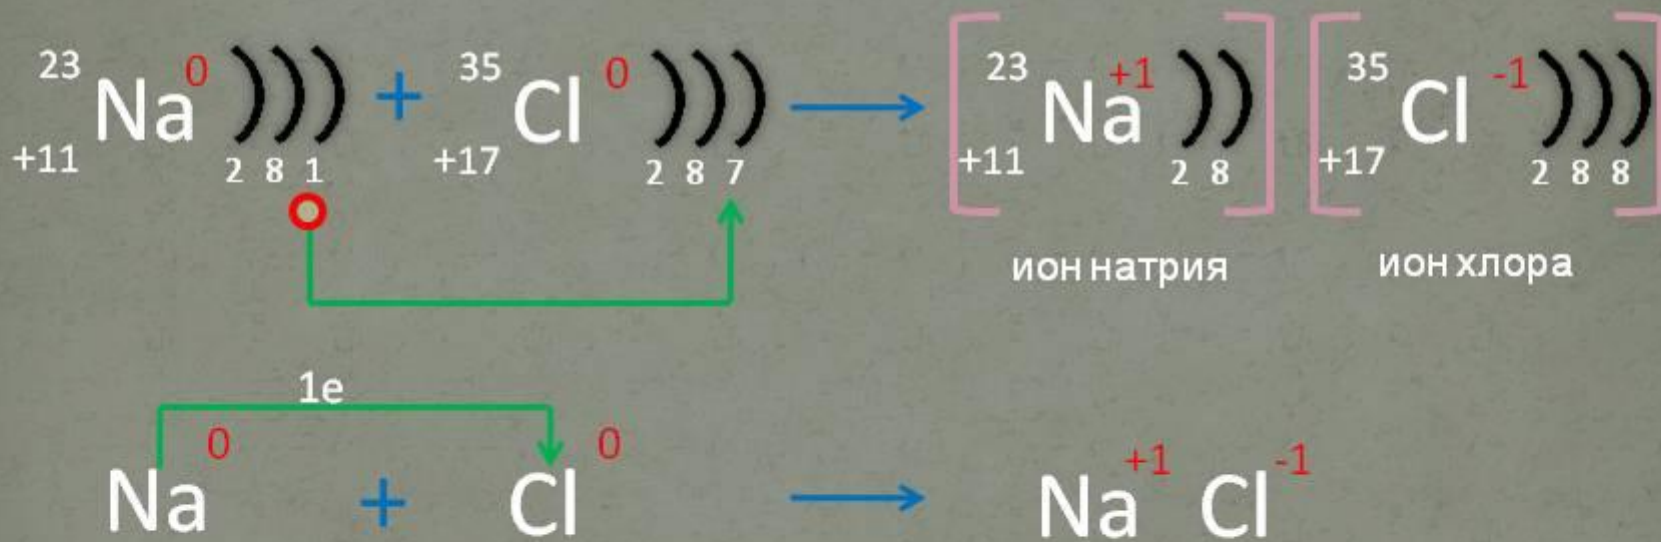 23 Na 0 + 35 Cl 0 → 23 Na +1 35 Cl -1
+11 2 8 1 +17 2 8 7 +11 2 8 +17 2 8 8
ион натрия ион хлора
1e
0 0 +1 -1
Na + Cl → Na Cl